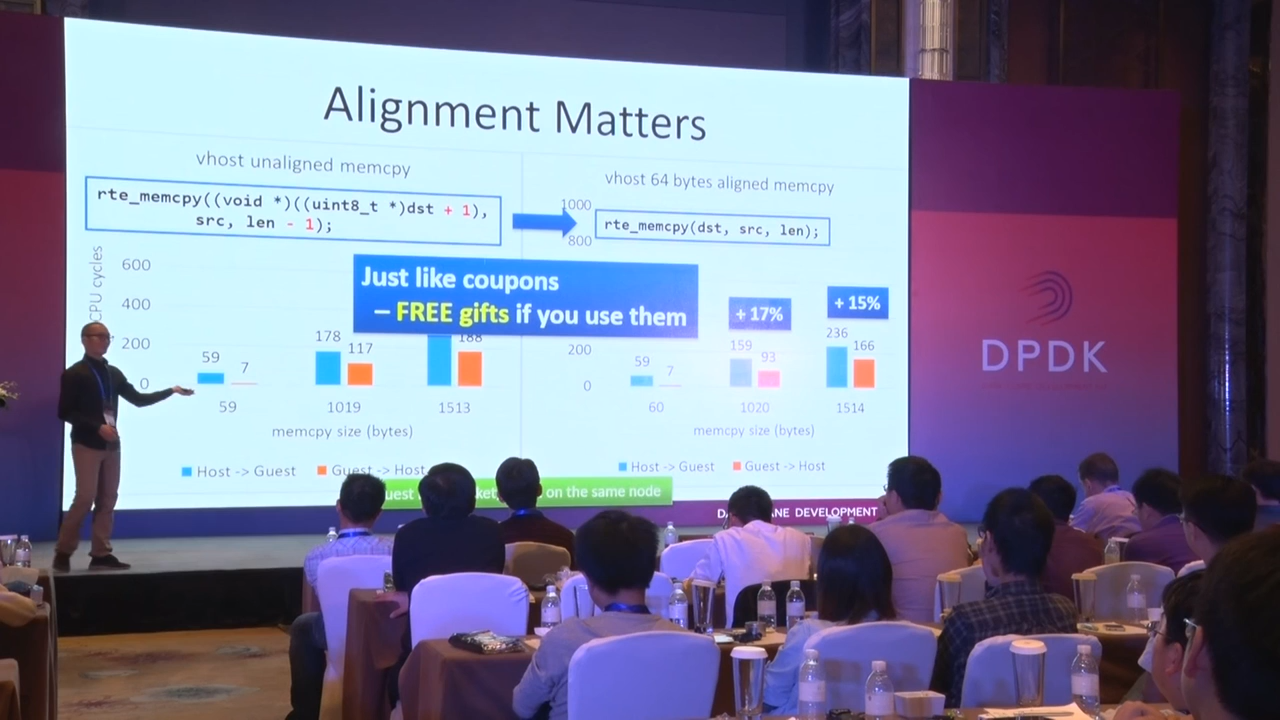 Alignment Matters
vhost unaligned memcpy
rte_memcpy((void *)((uint8_t *)dst + 1),
src, len - 1);
vhost 64 bytes aligned memcpy
1000
800
rte_memcpy(dst, src, len);
Just like coupons
– FREE gifts if you use them
+ 17%
+ 15%
CPU cycles
600
400
200
0
59
7
178
117
188
59
1019
1513
memcpy size (bytes)
Host -> Guest
Guest -> Host
200
0
59
7
159
93
236
166
60
1020
1514
memcpy size (bytes)
Host -> Guest
Guest -> Host
on the same node
DEVELOPMENT
DPDK